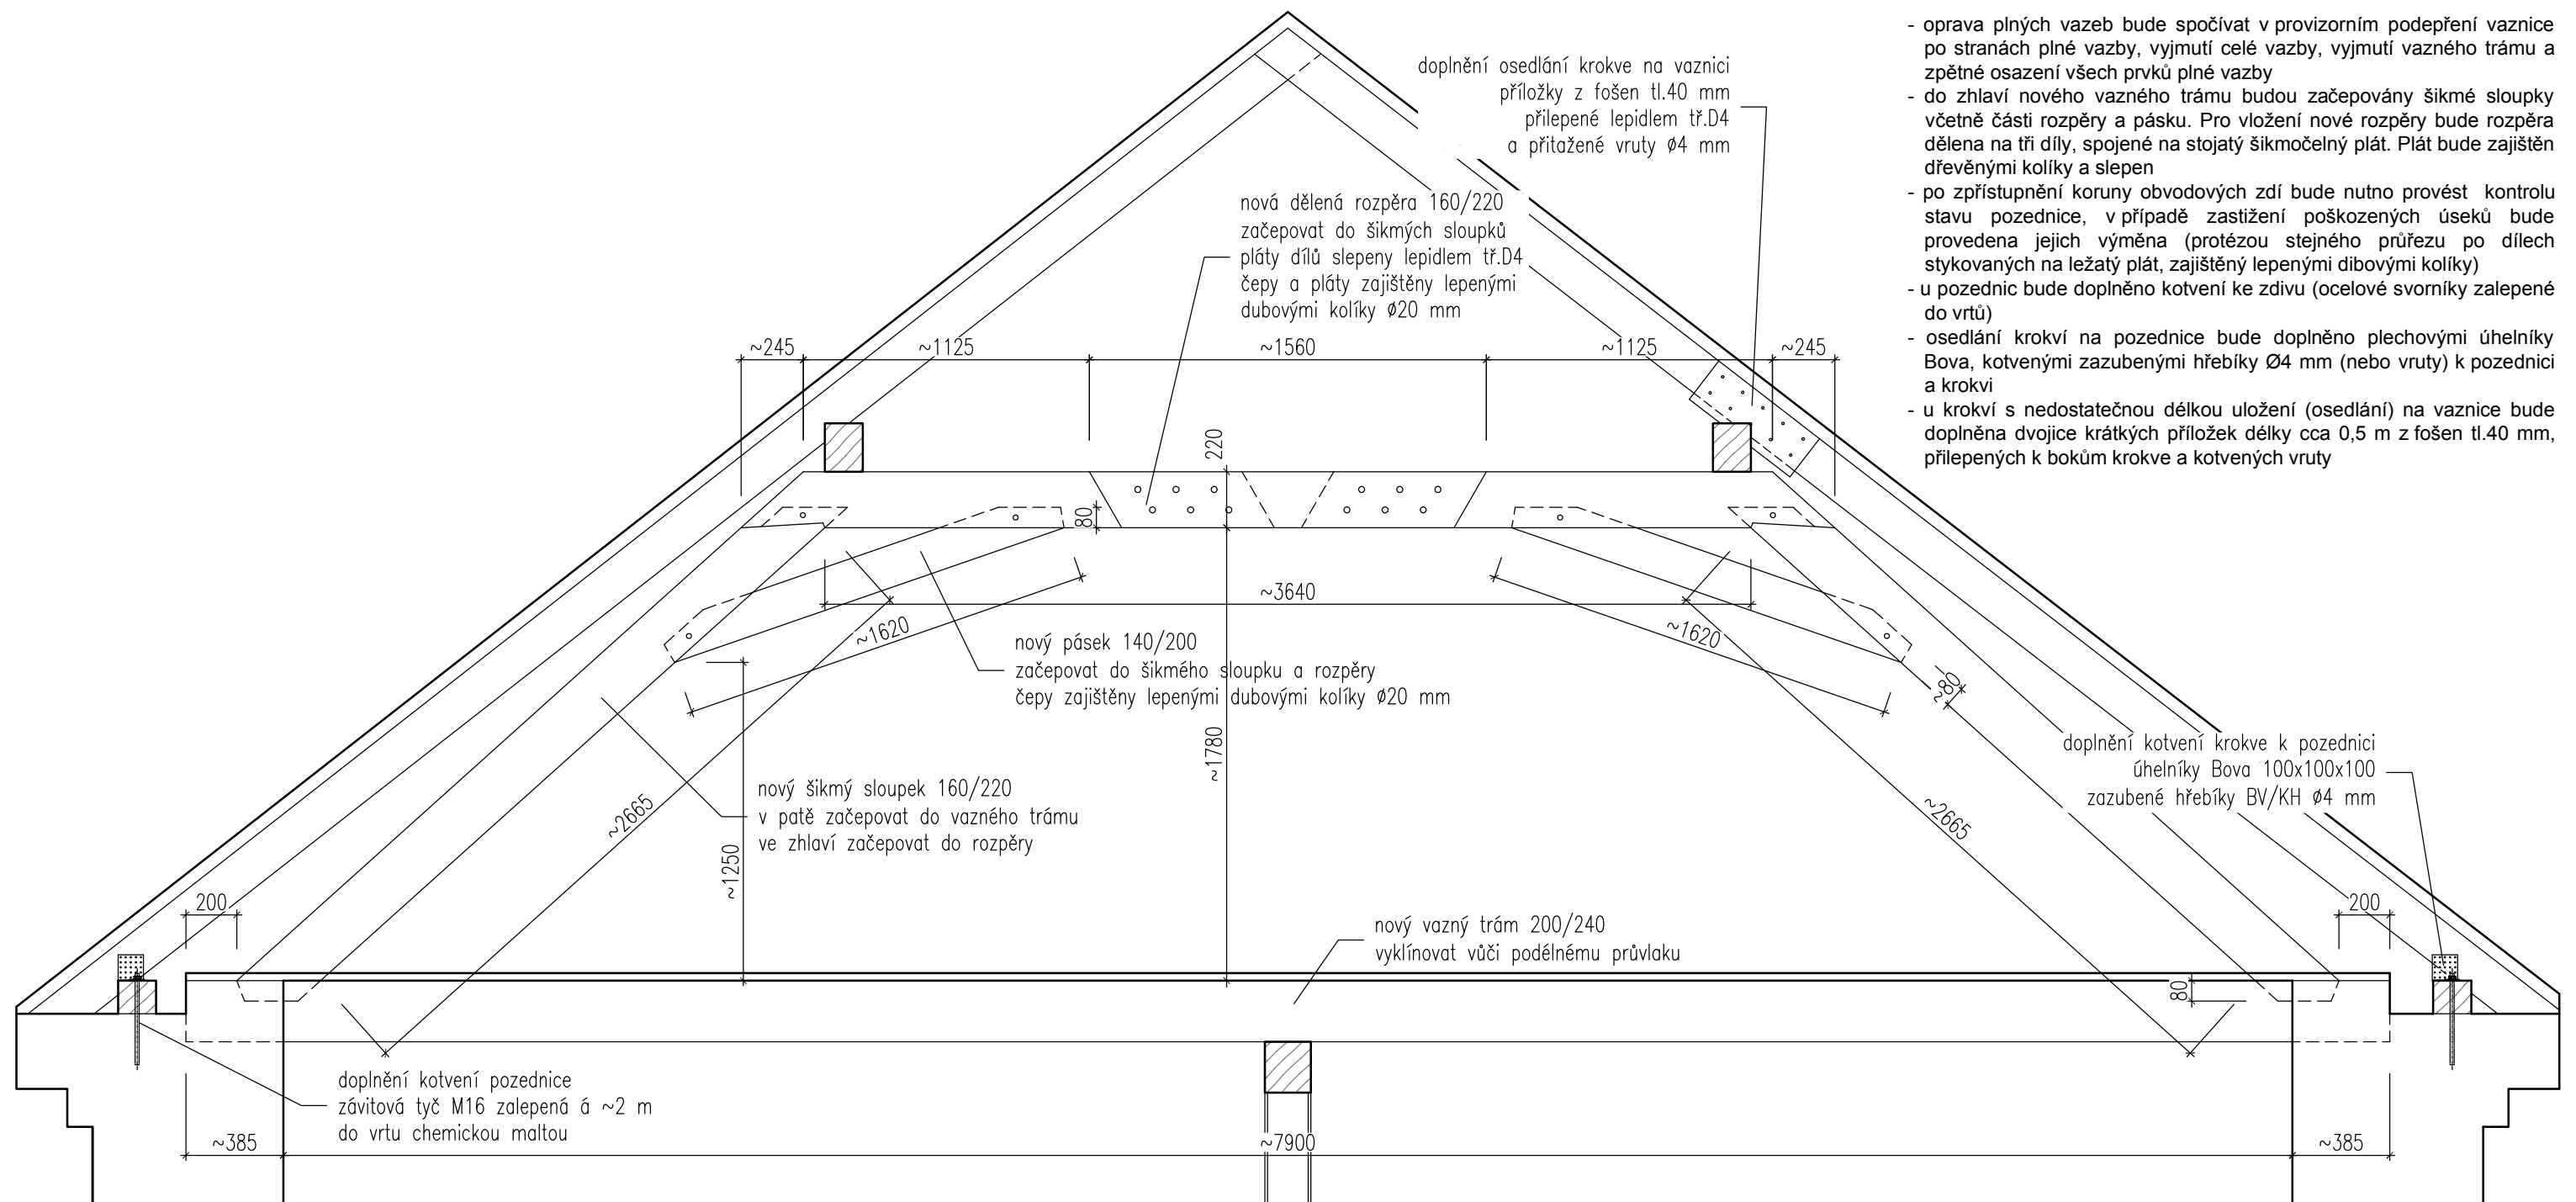 - oprava plných vazeb bude spočívat v provizorním podepření vaznice
po stranách plné vazby, vyjmutí celé vazby, vyjmutí vazného trámu a
zpětné osazení všech prvků plné vazby
- do zhlaví nového vazného trámu budou začepovány šikmé sloupky
včetně části rozpěry a pásku. Pro vložení nové rozpěry bude rozpěra
dělena na tři díly, spojené na stojatý šikmočelný plát. Plát bude zajištěn
dřevěnými kolíky a slepen
- po zpřístupnění koruny obvodových zdí bude nutno provést kontrolu
stavu pozednice, v případě zastižení poškozených úseků bude
provedena jejich výměna (protézou stejného průřezu po dílech
stykovaných na ležatý plát, zajištěný lepenými dibovými kolíky)
- u pozednic bude doplněno kotvení ke zdivu (ocelové svorníky zalepené
do vrtů)
- osedlání krokví na pozednice bude doplněno plechovými úhelníky
Bova, kotvenými zazubenými hřebíky Ø4 mm (nebo vruty) k pozednici
a krokvi
- u krokví s nedostatečnou délkou uložení (osedlání) na vaznice bude
doplněna dvojice krátkých příložek délky cca 0,5 m z fošen tl.40 mm,
přilepených k bokům krokve a kotvených vruty
doplnění osedlání krokve na vaznici
příložky z fošen tl.40 mm
přilepené lepidlem tř.D4
a přitažené vruty ø4 mm
nová dělená rozpěra 160/220
začepovat do šikmých sloupků
pláty dílů slepeny lepidlem tř.D4
čepy a pláty zajištěny lepenými
dubovými kolíky ø20 mm
~245
~1125
~1560
~1125
~245
220
80
~3640
~1620
~1620
nový pásek 140/200
začepovat do šikmého sloupku a rozpěry
čepy zajištěny lepenými dubovými kolíky ø20 mm
~80
~1780
doplnění kotvení krokve k pozednici
úhelníky Bova 100x100x100
zazubené hřebíky BV/KH ø4 mm
nový šikmý sloupek 160/220
v patě začepovat do vazného trámu
ve zhlaví začepovat do rozpěry
~2665
~2665
~1250
200
200
nový vazný trám 200/240
vyklínovat vůči podélnému průvlaku
80
doplnění kotvení pozednice
závitová tyč M16 zalepená á ~2 m
do vrtu chemickou maltou
~385
~7900
~385